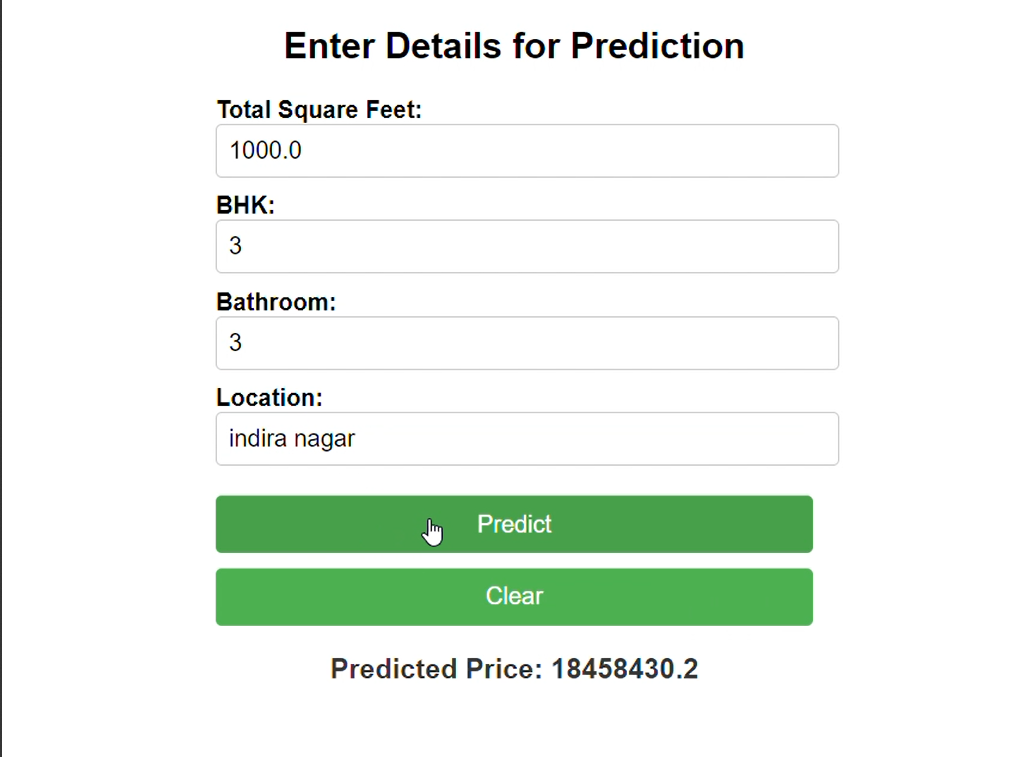 Enter Details for Prediction
Total Square Feet:
1000.0
BHK:
3
Bathroom:
3
Location:
indira nagar
Predict
Clear
Predicted Price: 18458430.2